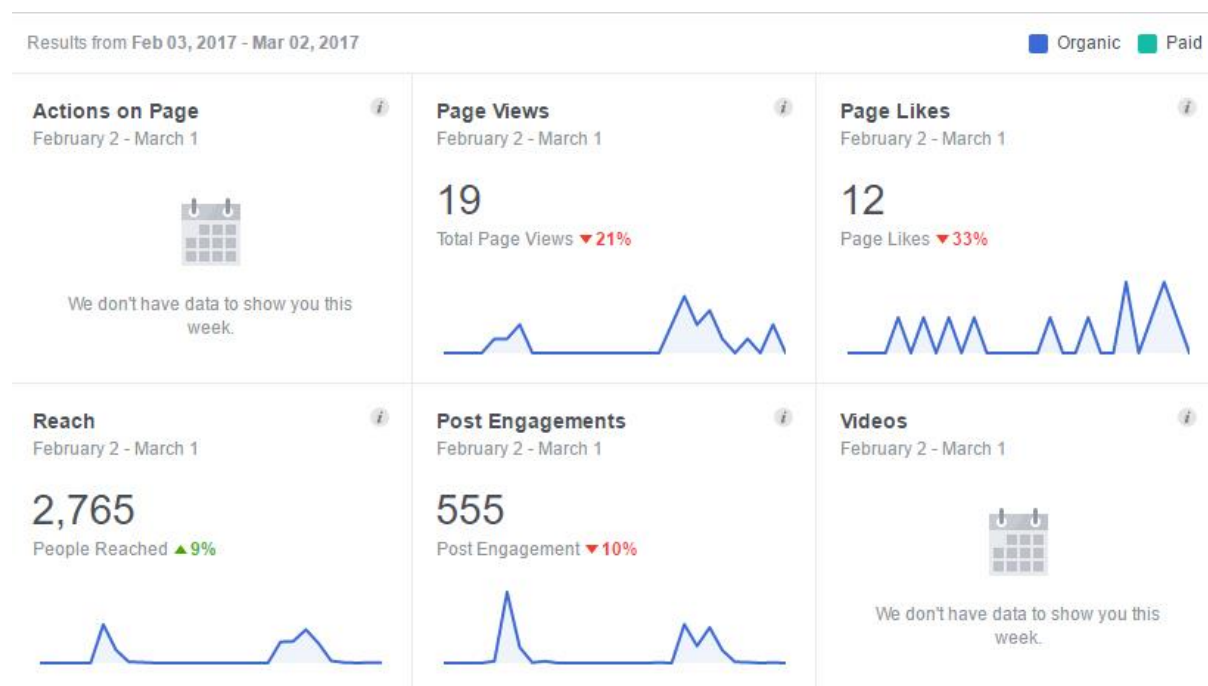 Results from Feb 03, 2017 - Mar 02, 2017
Organic Paid
Actions on Page
February 2 - March 1
We don't have data to show you this
week.
Page Views
February 2 - March 1
19
Total Page Views ▼21%
Page Likes
February 2 - March 1
12
Page Likes ▼33%
Reach
February 2 - March 1
2,765
People Reached ▲9%
Post Engagements
February 2 - March 1
555
Post Engagement ▼10%
Videos
February 2 - March 1
We don't have data to show you this
week.